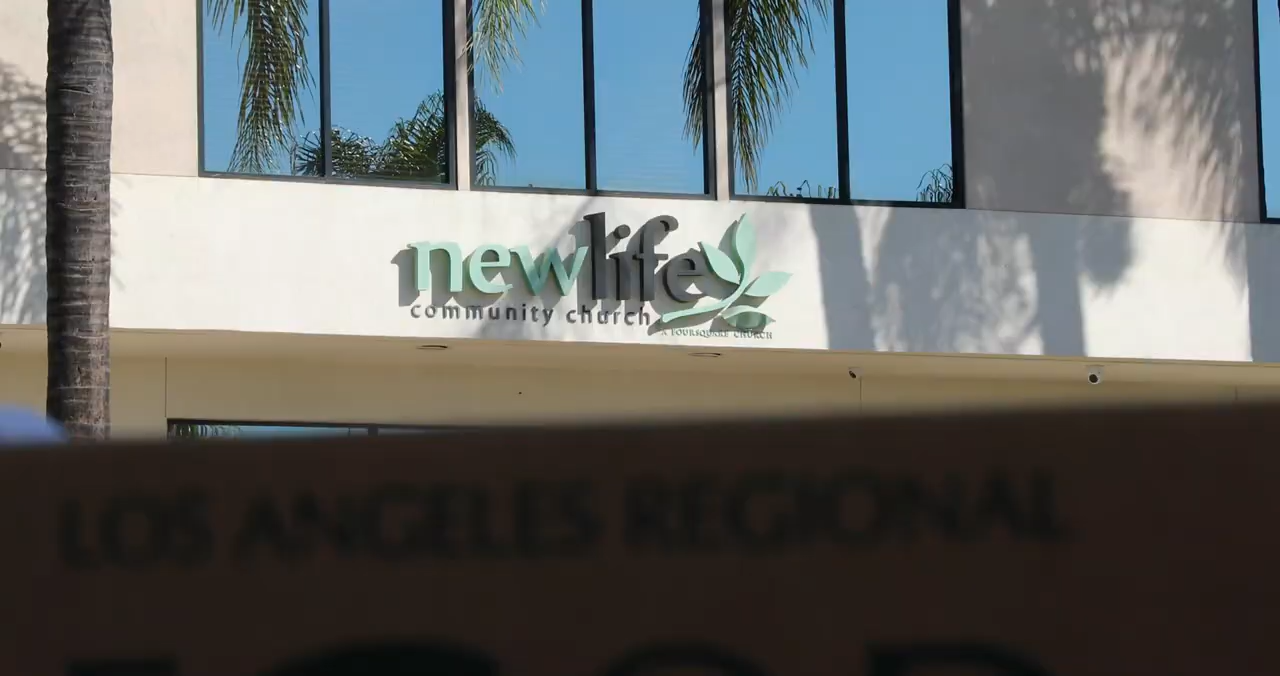 newlife
community church
A FOURSQUARE CHURCH
LOS ANGELES REGIONAL